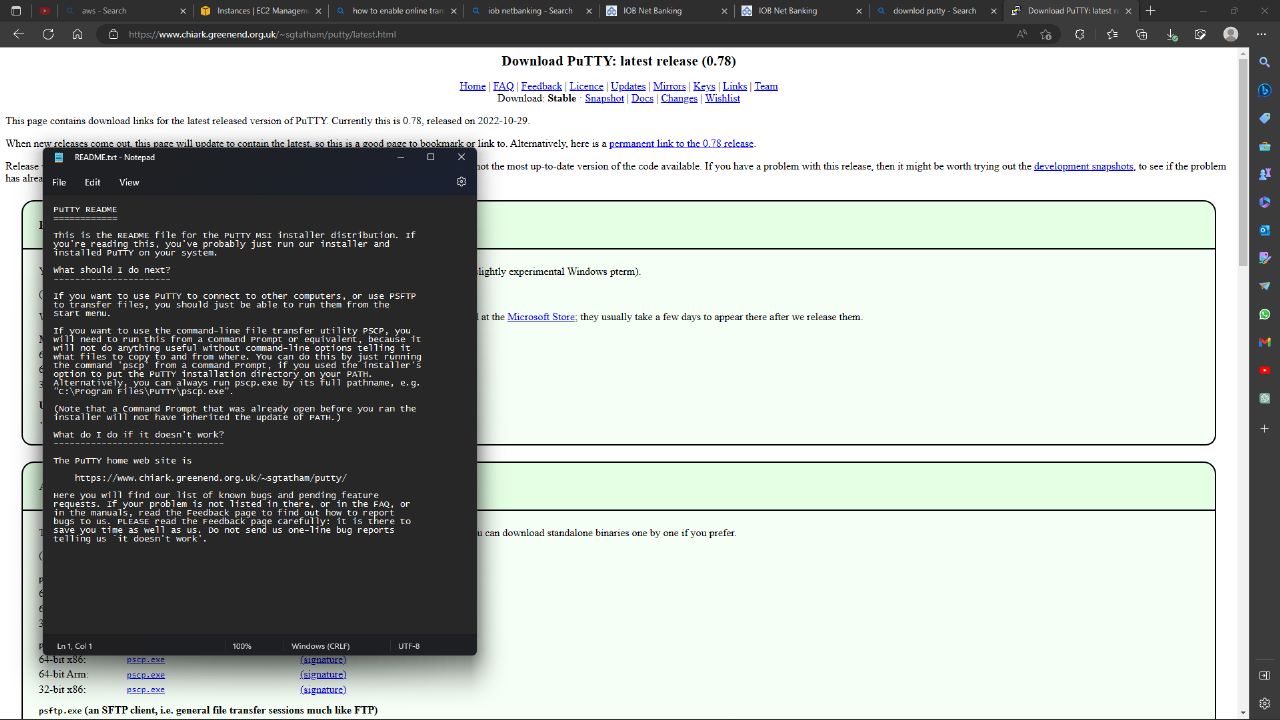 aws - Search
Instances | EC2 Managem
how to enable online tran
iob netbanking - Search
IOB Net Banking
IOB Net Banking
downlod putty - Search
Download PuTTY: latest r
https://www.chiark.greenend.org.uk/~sgtatham/putty/latest.html
Download PuTTY: latest release (0.78)
Home | FAQ | Feedback | Licence | Updates | Mirrors | Keys | Links | Team
Download: Stable · Snapshot | Docs | Changes | Wishlist
This page contains download links for the latest released version of PuTTY. Currently this is 0.78, released on 2022-10-29.
When new releases come out, this page will update to contain the latest, so this is a good page to bookmark or link to. Alternatively, here is a permanent link to the 0.78 release.
Release
not the most up-to-date version of the code available. If you have a problem with this release, then it might be worth trying out the development snapshots, to see if the problem
has alrea
README.txt - Notepad
File Edit View
PuTTY README
============
This is the README file for the PuTTY MSI installer distribution. If
you're reading this, you've probably just run our installer and
installed PuTTY on your system.
What should I do next?
----------------------
If you want to use PuTTY to connect to other computers, or use PSFTP
to transfer files, you should just be able to run them from the
Start menu.
If you want to use the command-line file transfer utility PSCP, you
will need to run this from a Command Prompt or equivalent, because it
will not do anything useful without command-line options telling it
what files to copy to and from where. You can do this by just running
the command 'pscp' from a Command Prompt, if you used the installer's
option to put the PuTTY installation directory on your PATH.
Alternatively, you can always run pscp.exe by its full pathname, e.g.
"C:\Program Files\PuTTY\pscp.exe".
(Note that a Command Prompt that was already open before you ran the
installer will not have inherited the update of PATH.)
What do I do if it doesn't work?
--------------------------------
The PuTTY home web site is
https://www.chiark.greenend.org.uk/~sgtatham/putty/
Here you will find our list of known bugs and pending feature
requests. If your problem is not listed in there, or in the FAQ, or
in the manuals, read the Feedback page to find out how to report
bugs to us. PLEASE read the Feedback page carefully: it is there to
save you time as well as us. Do not send us one-line bug reports
telling us `it doesn't work'.
Ln 1, Col 1
100%
Windows (CRLF)
UTF-8
slightly experimental Windows pterm).
d at the Microsoft Store; they usually take a few days to appear there after we release them.
u can download standalone binaries one by one if you prefer.
64-bit x86: pscp.exe (signature)
64-bit Arm: pscp.exe (signature)
32-bit x86: pscp.exe (signature)
psftp.exe (an SFTP client, i.e. general file transfer sessions much like FTP)